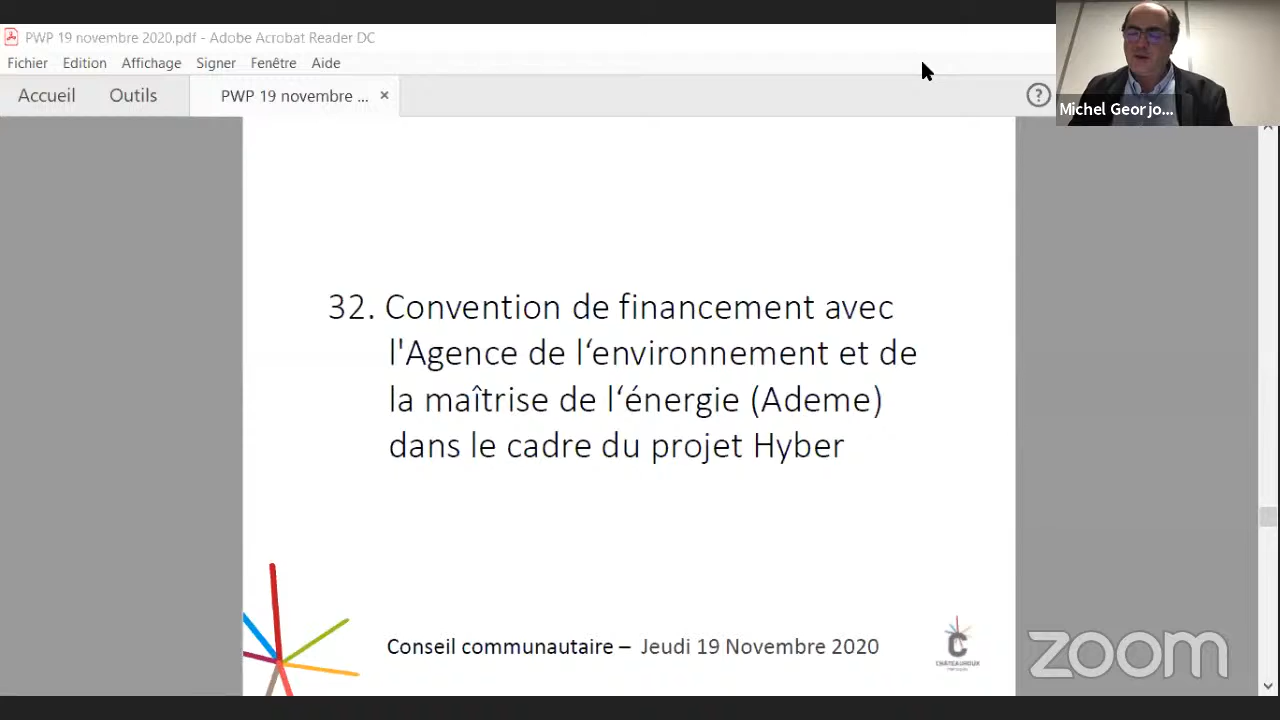 PWP 19 novembre 2020.pdf - Adobe Acrobat Reader DC
Fichier Edition Affichage Signer Fenêtre Aide
Accueil Outils PWP 19 novembre ... × ?
Michel Georjo...
32. Convention de financement avec
l'Agence de l‘environnement et de
la maîtrise de l‘énergie (Ademe)
dans le cadre du projet Hyber
Conseil communautaire – Jeudi 19 Novembre 2020
C
CHÂTEAUROUX
zoom